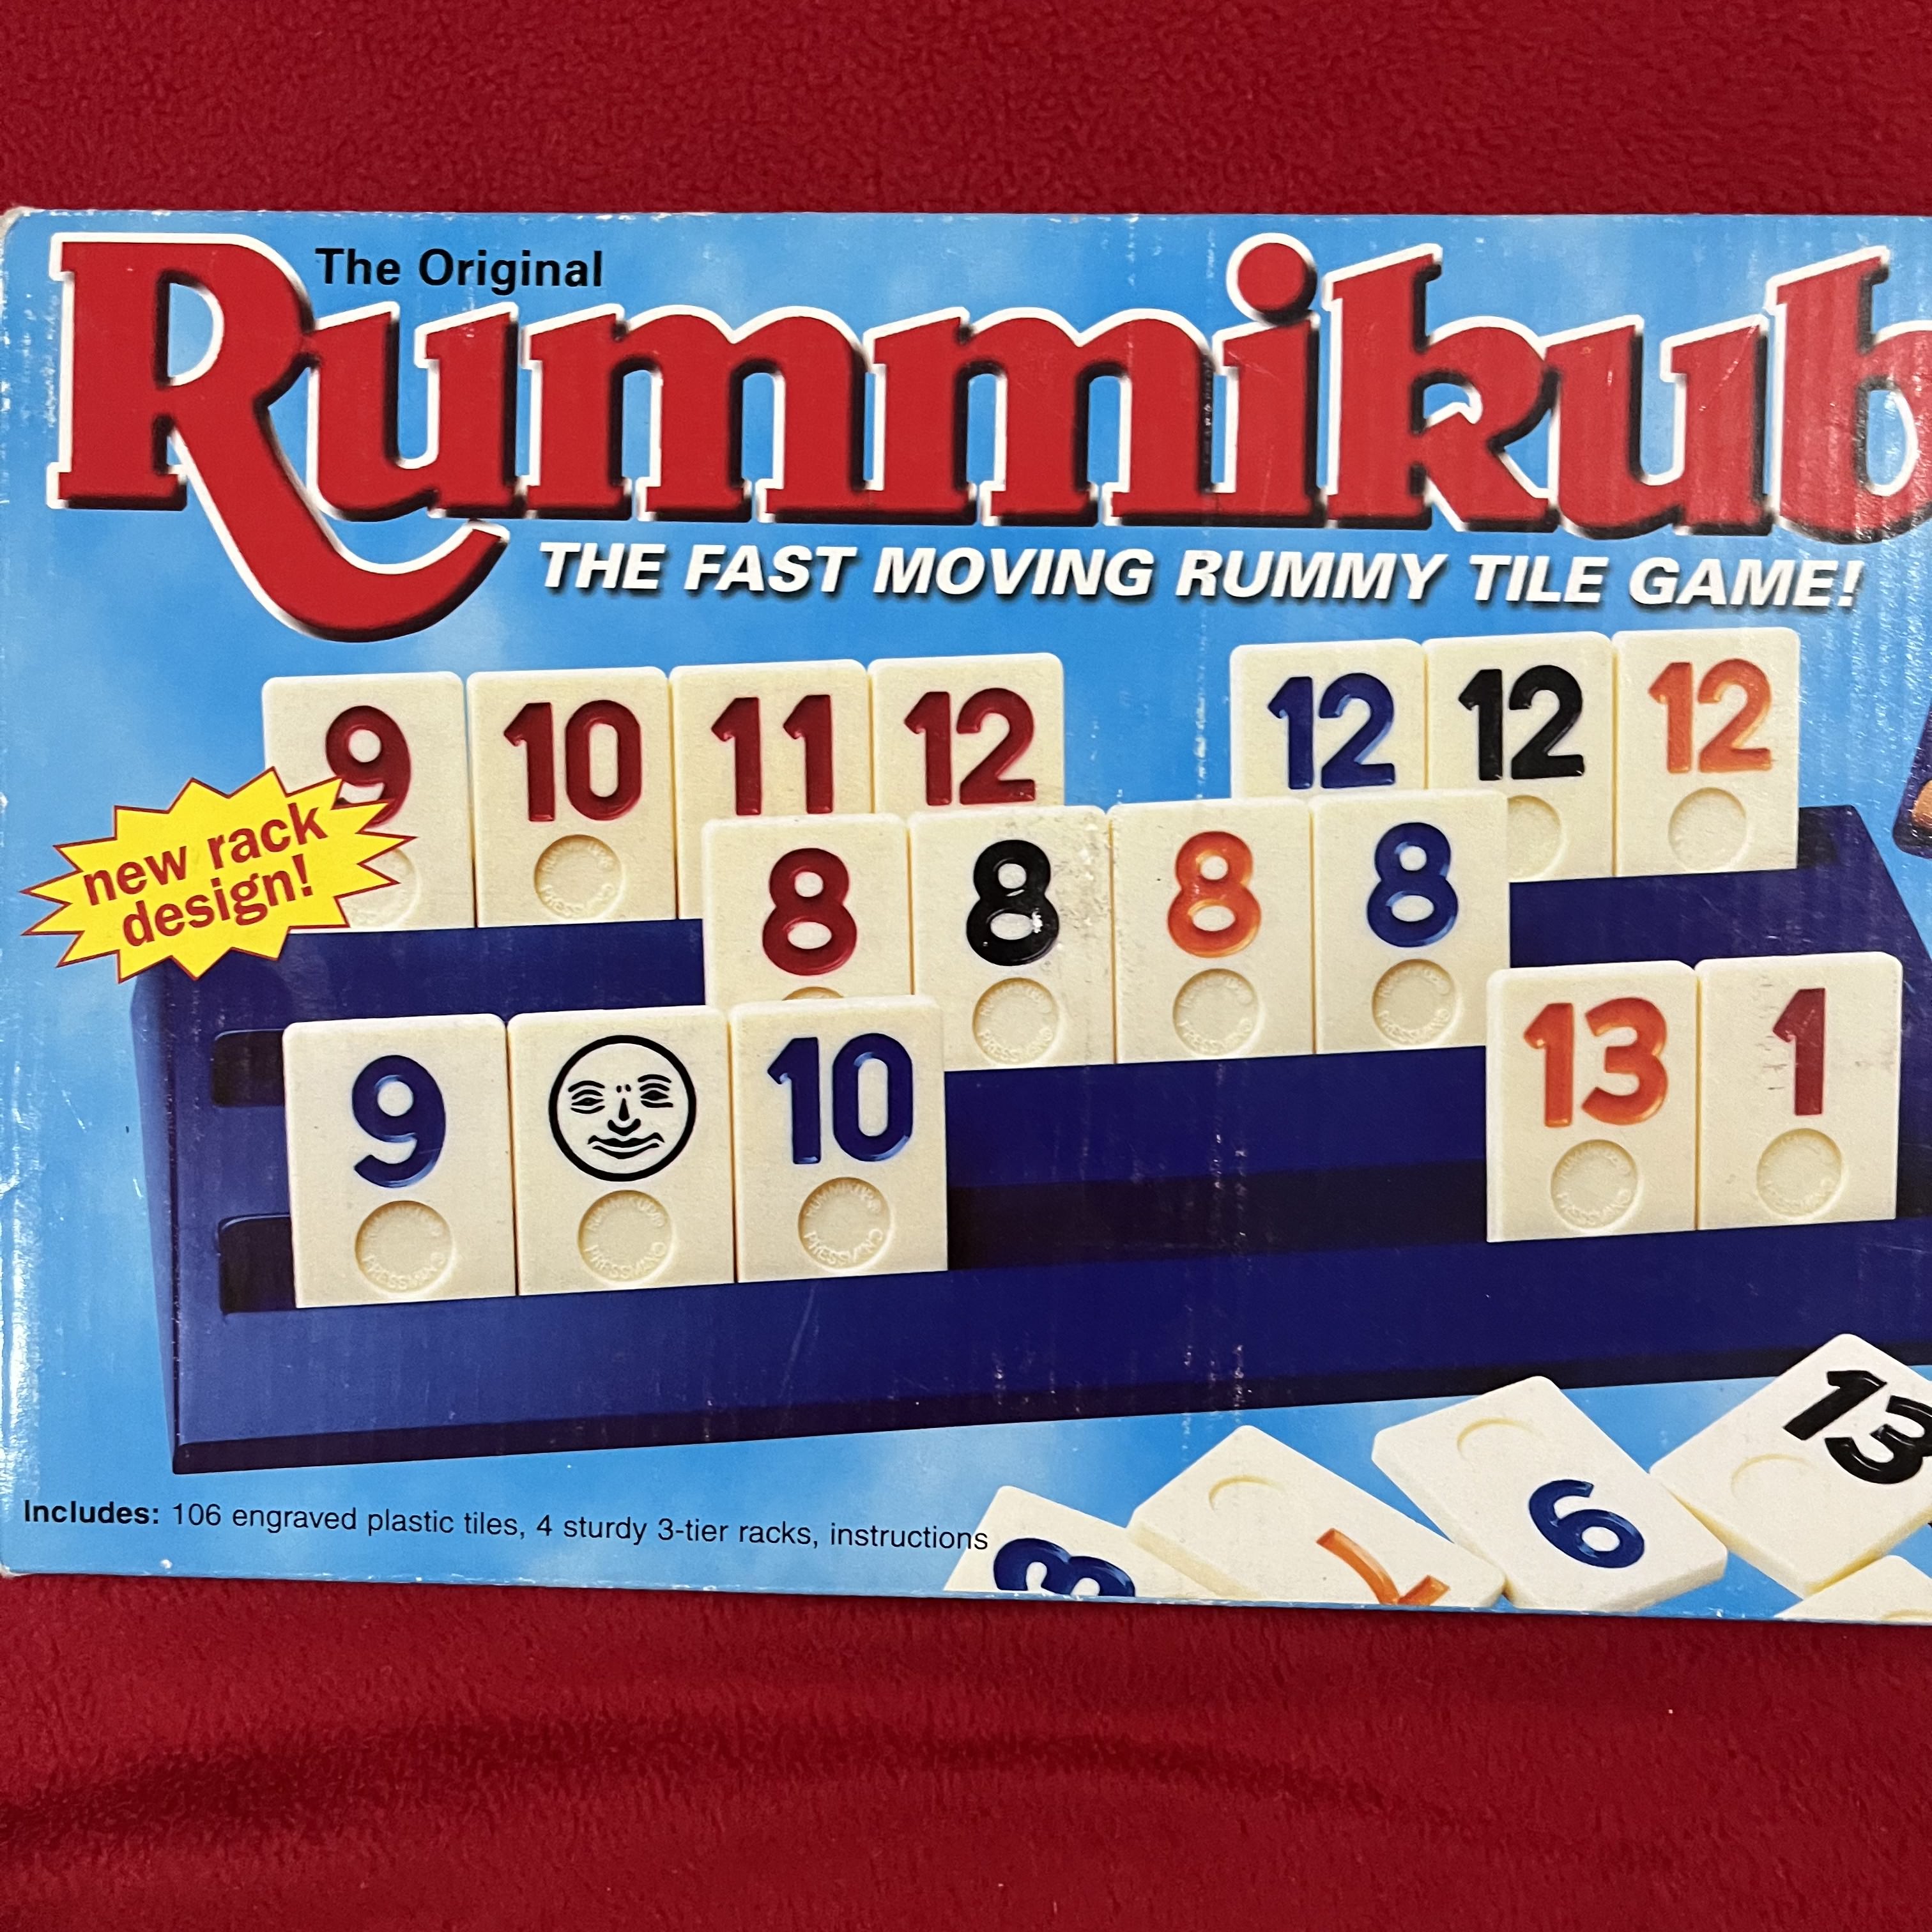 The Original
Rummikub
THE FAST MOVING RUMMY TILE GAME!
9 10 11 12 12 12 12
new rack
design!
8 8 8 8
9 10 13 1
PRESSMAN
13
6
Includes: 106 engraved plastic tiles, 4 sturdy 3-tier racks, instructions